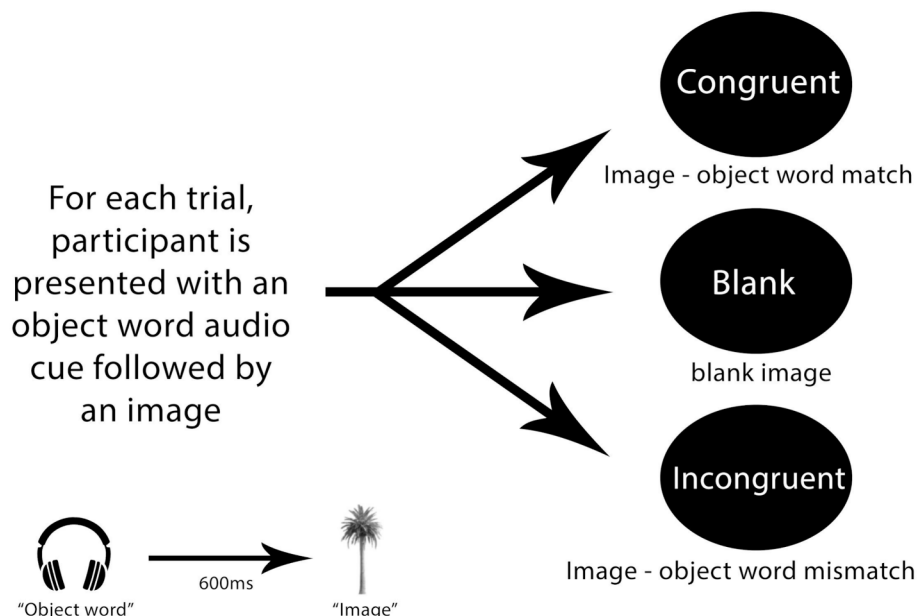 For each trial,
participant is
presented with an
object word audio
cue followed by
an image
Congruent
Image - object word match
Blank
blank image
Incongruent
Image - object word mismatch
600ms
“Object word”
“Image”